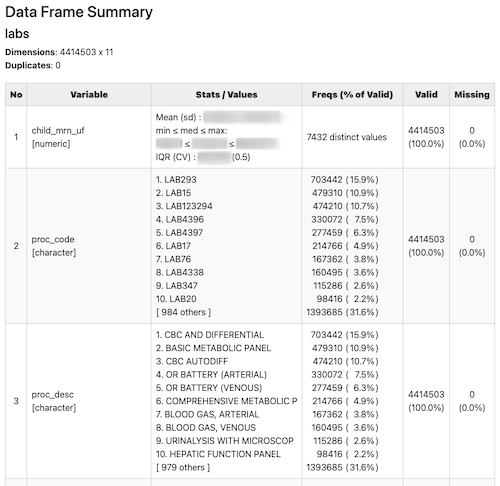 Data Frame Summary
labs
Dimensions: 4414503 x 11
Duplicates: 0
No Variable Stats / Values Freqs (% of Valid) Valid Missing
1 child_mrn_uf
[numeric]
Mean (sd) :
min ≤ med ≤ max:
≤ ≤
IQR (CV) : (0.5)
7432 distinct values
4414503
(100.0%)
0
(0.0%)
2 proc_code
[character]
1. LAB293 703442 (15.9%)
2. LAB15 479310 (10.9%)
3. LAB123294 474210 (10.7%)
4. LAB4396 330072 ( 7.5%)
5. LAB4397 277459 ( 6.3%)
6. LAB17 214766 ( 4.9%)
7. LAB76 167362 ( 3.8%)
8. LAB4338 160495 ( 3.6%)
9. LAB347 115286 ( 2.6%)
10. LAB20 98416 ( 2.2%)
[ 984 others ] 1393685 (31.6%)
4414503
(100.0%)
0
(0.0%)
3 proc_desc
[character]
1. CBC AND DIFFERENTIAL 703442 (15.9%)
2. BASIC METABOLIC PANEL 479310 (10.9%)
3. CBC AUTODIFF 474210 (10.7%)
4. OR BATTERY (ARTERIAL) 330072 ( 7.5%)
5. OR BATTERY (VENOUS) 277459 ( 6.3%)
6. COMPREHENSIVE METABOLIC P 214766 ( 4.9%)
7. BLOOD GAS, ARTERIAL 167362 ( 3.8%)
8. BLOOD GAS, VENOUS 160495 ( 3.6%)
9. URINALYSIS WITH MICROSCOP 115286 ( 2.6%)
10. HEPATIC FUNCTION PANEL 98416 ( 2.2%)
[ 979 others ] 1393685 (31.6%)
4414503
(100.0%)
0
(0.0%)